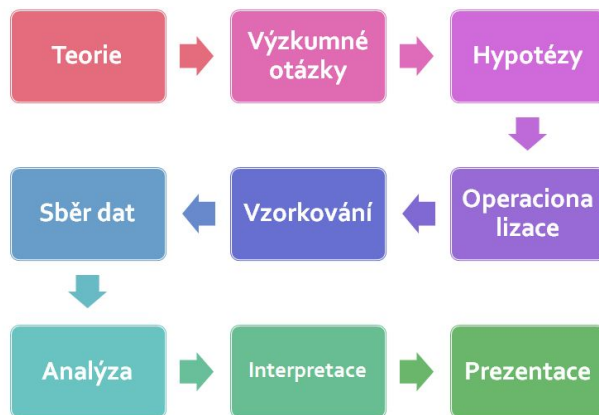 Teorie
Výzkumné
otázky
Hypotézy
Operaciona
lizace
Vzorkování
Sběr dat
Analýza
Interpretace
Prezentace